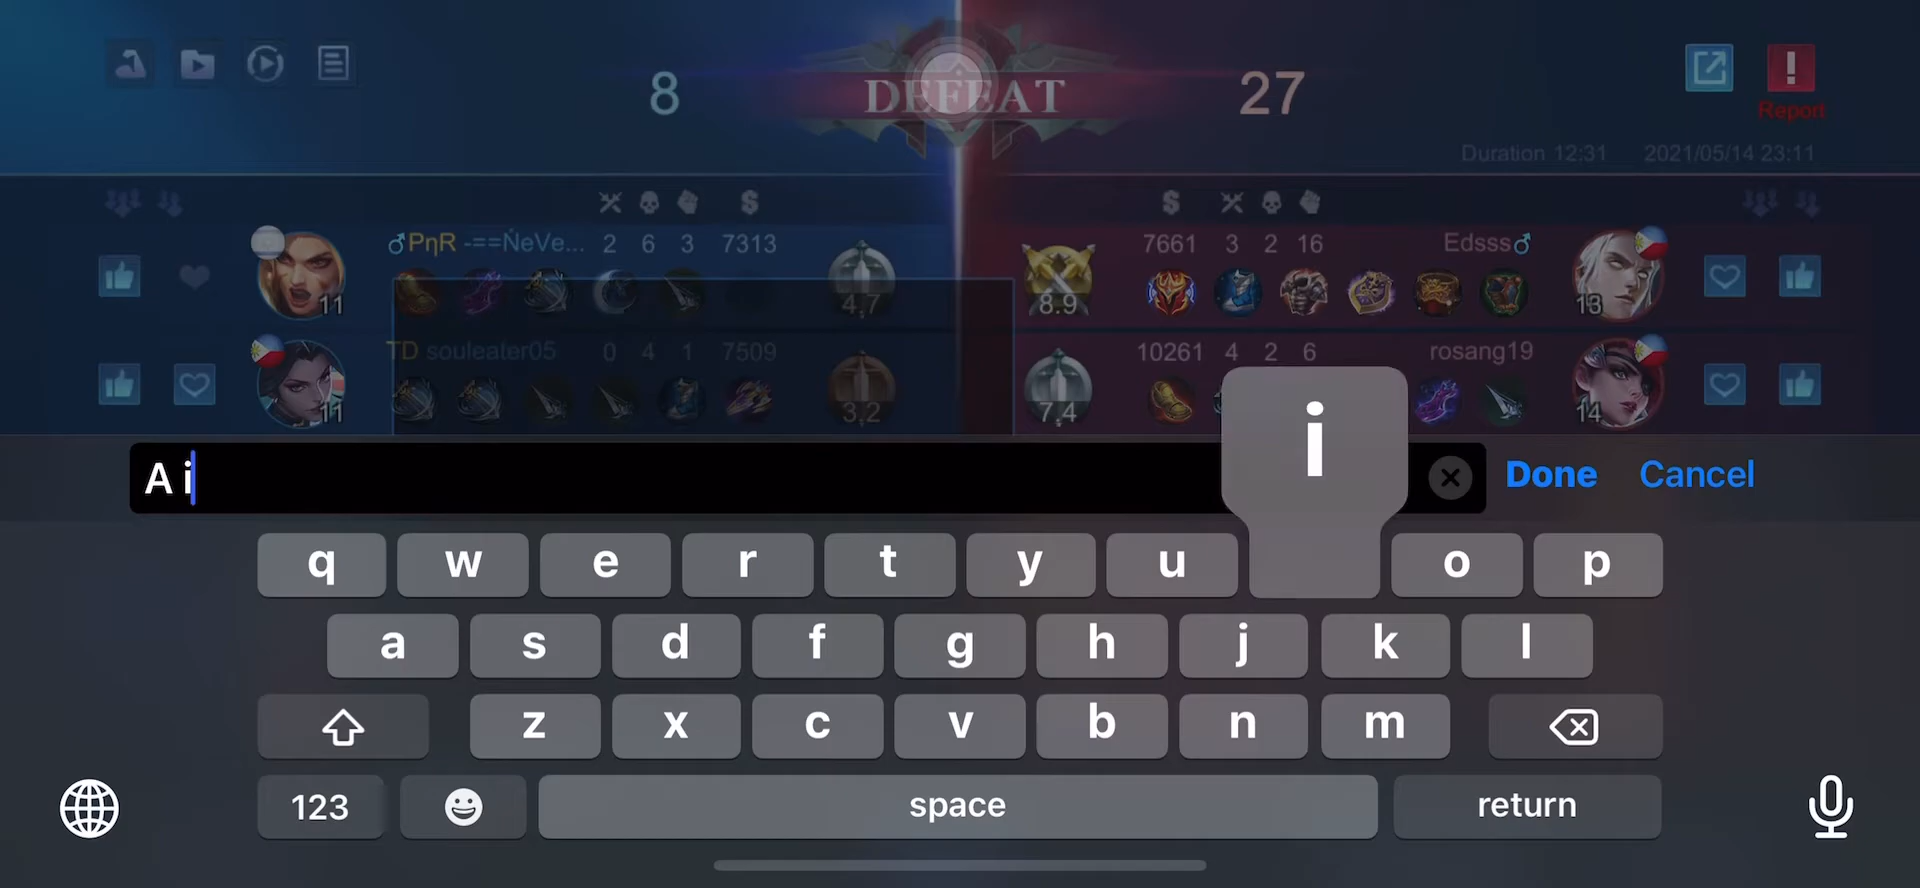 8 DEFEAT 27
Report
Duration 12:31 2021/05/14 23:11
♂PηR -==ŃeVe... 2 6 3 7313
11 4.7
7661 3 2 16 Edsss♂
8.9 13
TD souleater05 0 4 1 7509
11 3.2
10261 4 2 6 rosang19
7.4 14
A i
Done Cancel
i
q w e r t y u o p
a s d f g h j k l
z x c v b n m
123 space return